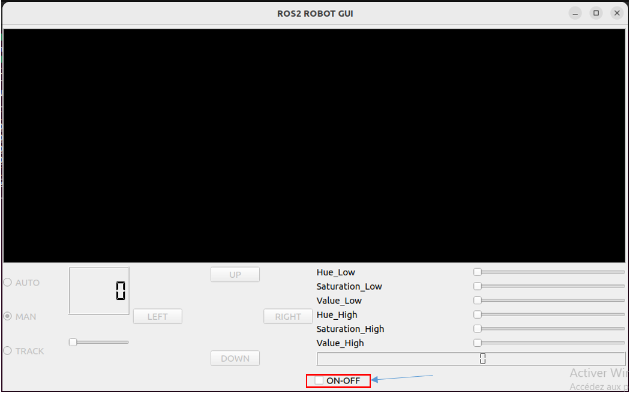 ROS2 ROBOT GUI
AUTO
MAN
TRACK
0
UP
LEFT
RIGHT
DOWN
Hue_Low
Saturation_Low
Value_Low
Hue_High
Saturation_High
Value_High
0
ON-OFF
Activer Wi
Accédez aux